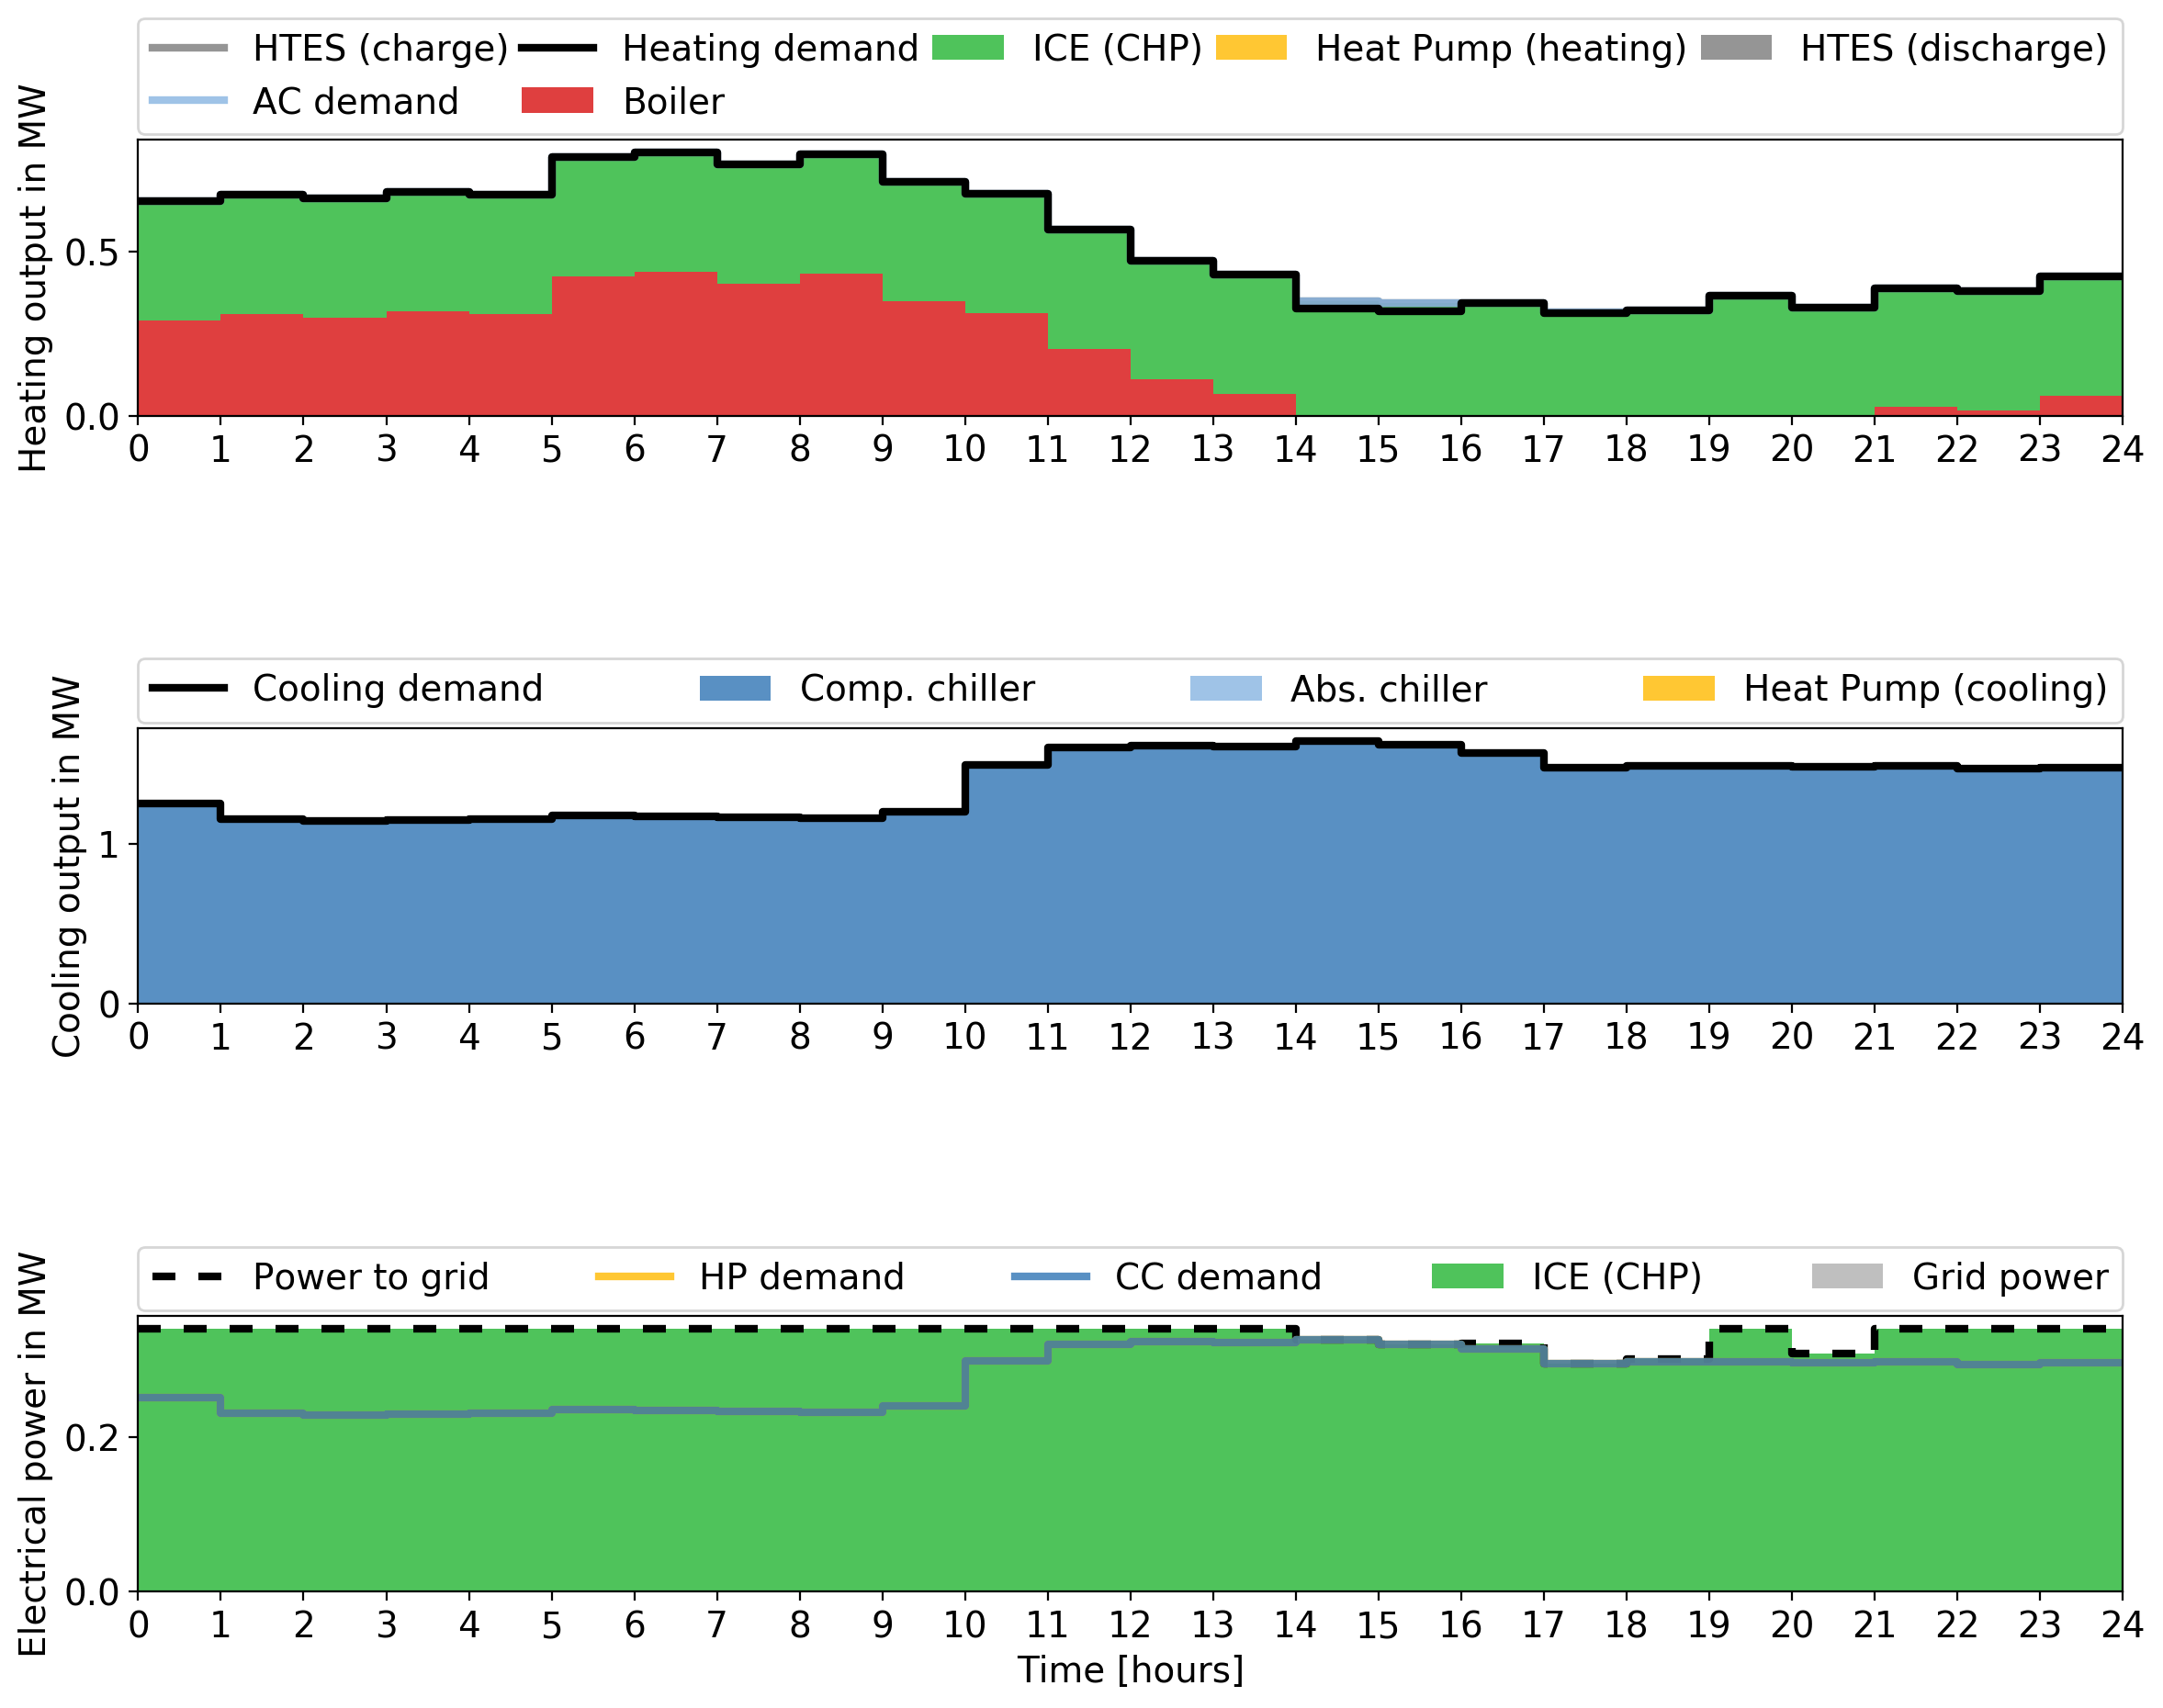 HTES (charge) Heating demand ICE (CHP) Heat Pump (heating) HTES (discharge)
AC demand Boiler
Heating output in MW
0.5
0.0
0 1 2 3 4 5 6 7 8 9 10 11 12 13 14 15 16 17 18 19 20 21 22 23 24
Cooling demand Comp. chiller Abs. chiller Heat Pump (cooling)
Cooling output in MW
1
0
0 1 2 3 4 5 6 7 8 9 10 11 12 13 14 15 16 17 18 19 20 21 22 23 24
Power to grid HP demand CC demand ICE (CHP) Grid power
Electrical power in MW
0.2
0.0
0 1 2 3 4 5 6 7 8 9 10 11 12 13 14 15 16 17 18 19 20 21 22 23 24
Time [hours]